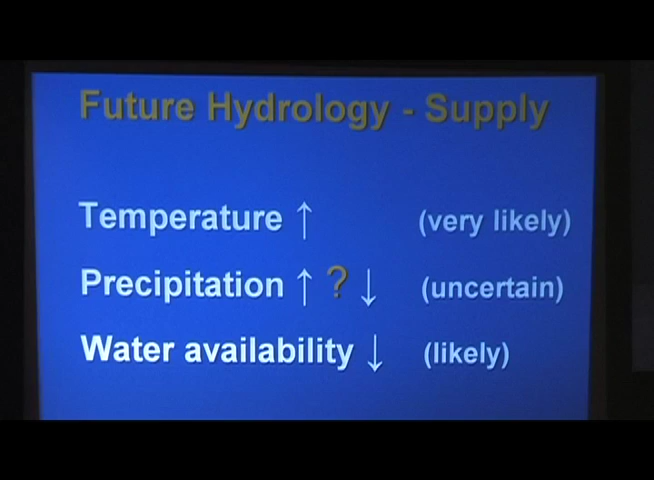 Future Hydrology - Supply
Temperature ↑ (very likely)
Precipitation ↑ ? ↓ (uncertain)
Water availability ↓ (likely)